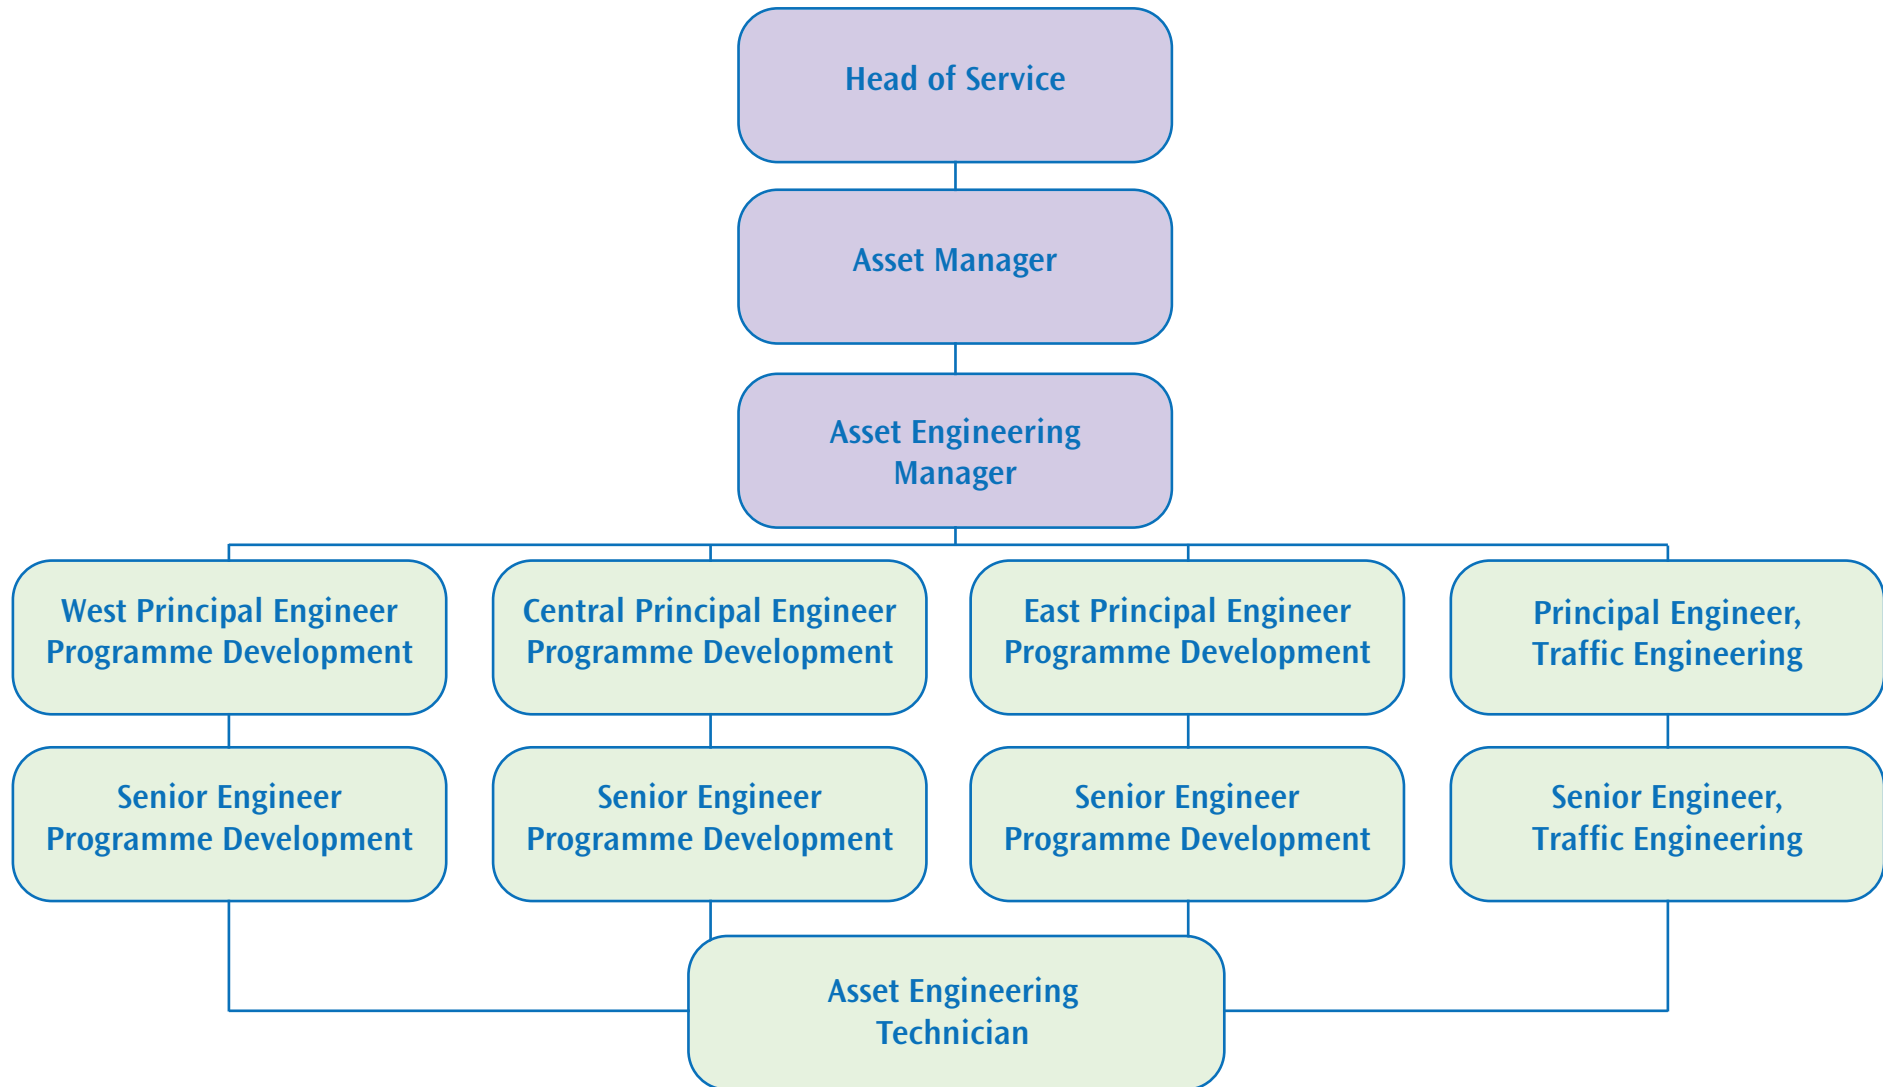 Head of Service
Asset Manager
Asset Engineering
Manager
West Principal Engineer
Programme Development
Central Principal Engineer
Programme Development
East Principal Engineer
Programme Development
Principal Engineer,
Traffic Engineering
Senior Engineer
Programme Development
Senior Engineer
Programme Development
Senior Engineer
Programme Development
Senior Engineer,
Traffic Engineering
Asset Engineering
Technician